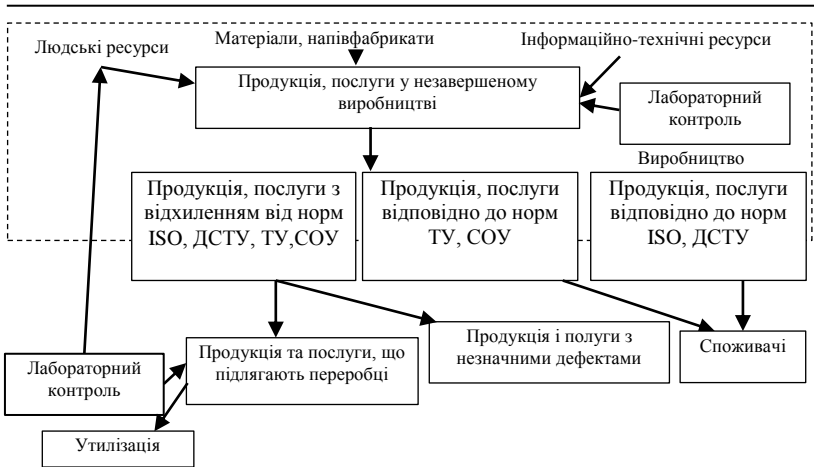 Людські ресурси
Матеріали, напівфабрикати
Інформаційно-технічні ресурси
Продукція, послуги у незавершеному
виробництві
Лабораторний
контроль
Виробництво
Продукція, послуги з
відхиленням від норм
ISO, ДСТУ, ТУ,СОУ
Продукція, послуги
відповідно до норм
ТУ, СОУ
Продукція, послуги
відповідно до норм
ISO, ДСТУ
Лабораторний
контроль
Продукція та послуги, що
підлягають переробці
Продукція і полуги з
незначними дефектами
Споживачі
Утилізація